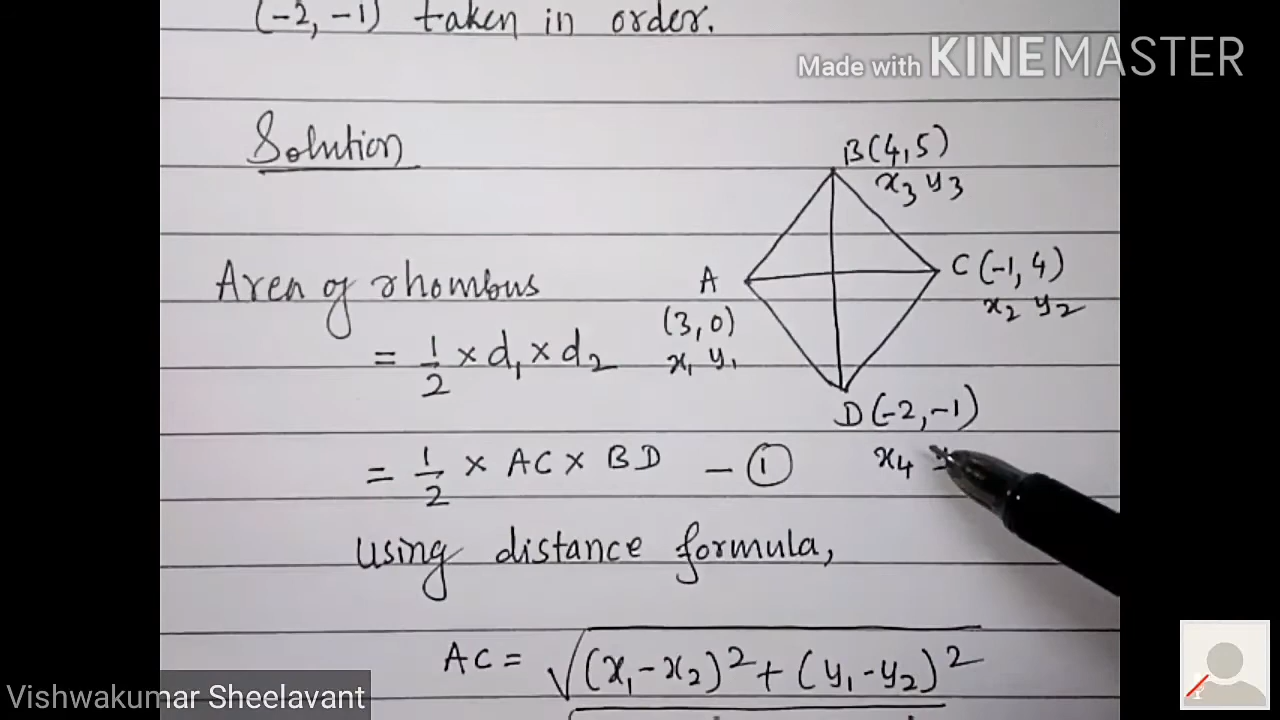 (-2, -1) taken in order.
Made with KINEMASTER
Solution
B(4,5)
x3 y3
Area of rhombus
A
C (-1, 4)
x2 y2
(3, 0)
x1 y1
= 1/2 × d1 × d2
D(-2, -1)
x4
= 1/2 × AC × BD - ①
using distance formula,
AC = √(x1-x2)2 + (y1-y2)2
Vishwakumar Sheelavant